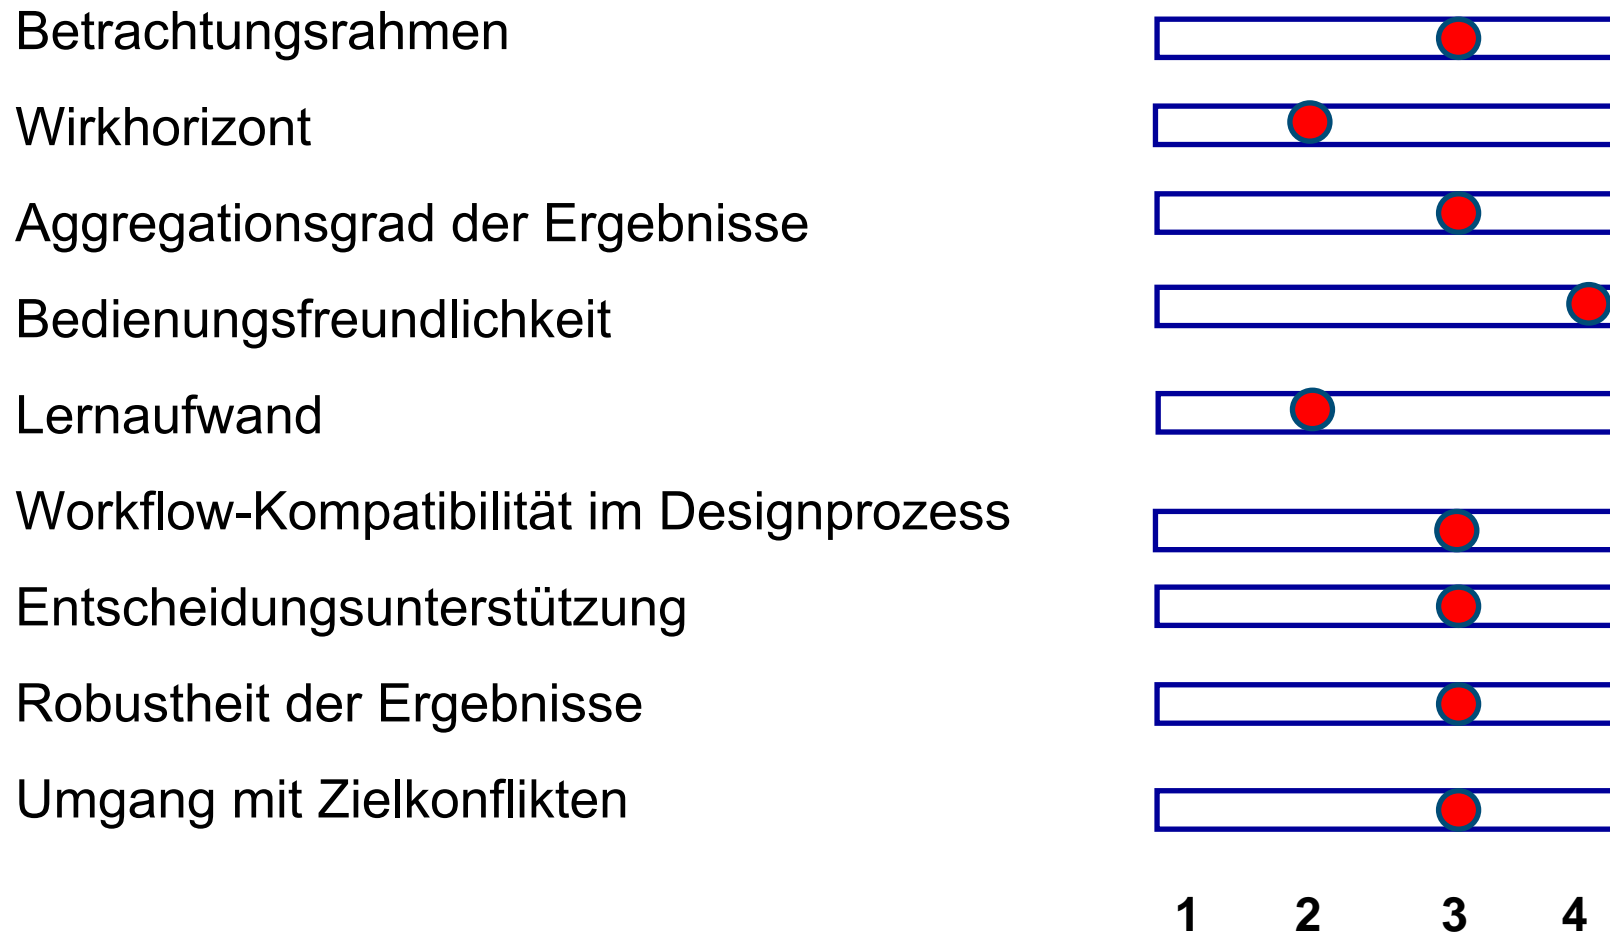 Betrachtungsrahmen
Wirkhorizont
Aggregationsgrad der Ergebnisse
Bedienungsfreundlichkeit
Lernaufwand
Workflow-Kompatibilität im Designprozess
Entscheidungsunterstützung
Robustheit der Ergebnisse
Umgang mit Zielkonflikten
1 2 3 4